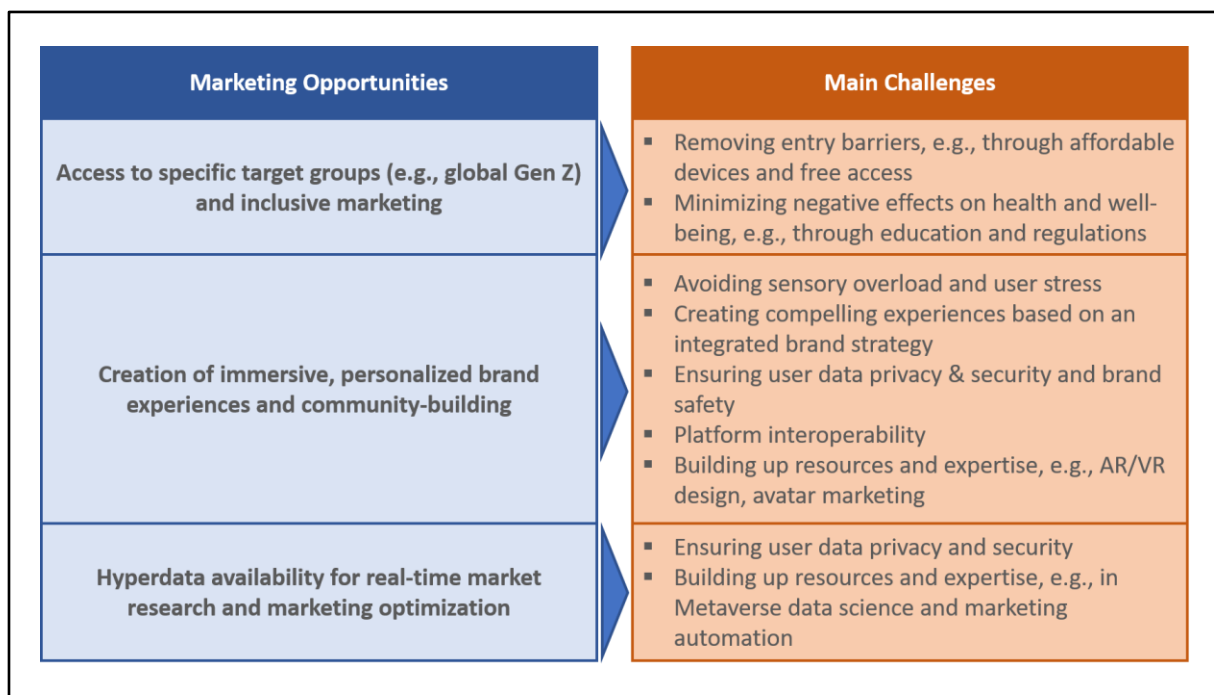 Marketing Opportunities
Main Challenges
Access to specific target groups (e.g., global Gen Z)
and inclusive marketing
▪ Removing entry barriers, e.g., through affordable
devices and free access
▪ Minimizing negative effects on health and well-
being, e.g., through education and regulations
Creation of immersive, personalized brand
experiences and community-building
▪ Avoiding sensory overload and user stress
▪ Creating compelling experiences based on an
integrated brand strategy
▪ Ensuring user data privacy & security and brand
safety
▪ Platform interoperability
▪ Building up resources and expertise, e.g., AR/VR
design, avatar marketing
Hyperdata availability for real-time market
research and marketing optimization
▪ Ensuring user data privacy and security
▪ Building up resources and expertise, e.g., in
Metaverse data science and marketing
automation